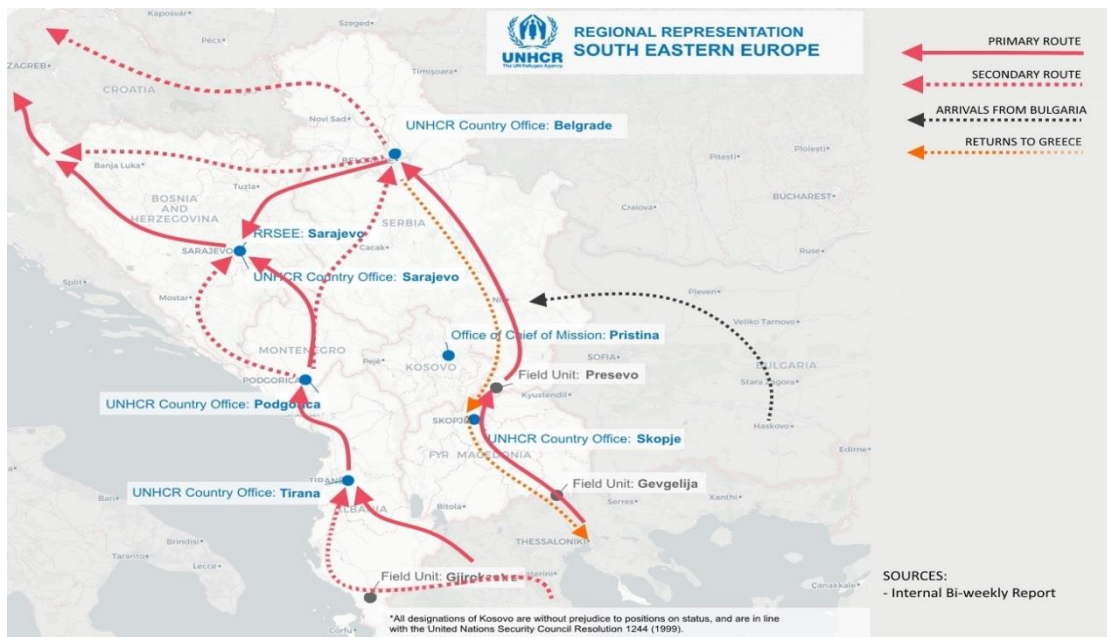 Kaposvár
Szeged
Pécs
ZAGREB
CROATIA
Timișoara
Novi Sad
UNHCR
The UN Refugee Agency
REGIONAL REPRESENTATION
SOUTH EASTERN EUROPE
PRIMARY ROUTE
SECONDARY ROUTE
ARRIVALS FROM BULGARIA
RETURNS TO GREECE
UNHCR Country Office: Belgrade
Banja Luka
Tuzla
BOSNIA
AND
HERZEGOVINA
SERBIA
Pitești
Ploiești
BUCHAREST
Craiova
RRSEE: Sarajevo
SARAJEVO
Cacak
UNHCR Country Office: Sarajevo
Ruse
Split
Mostar
Pleven
Veliko Tarnovo
Office of Chief of Mission: Pristina
MONTENEGRO
Pejë
KOSOVO
SOFIA
BULGARIA
PODGORICA
Field Unit: Presevo
Kyustendil
Stara Zagora
UNHCR Country Office: Podgorica
SKOPJE
Haskovo
UNHCR Country Office: Skopje
FYR MACEDONIA
Edirne
UNHCR Country Office: Tirana
Field Unit: Gevgelija
Bari
ALBANIA
Bitola
Serres
Xanthi
THESSALONIKI
Brindisi
Taranto
Lecce
Field Unit: Gjirokastra
Çanakkale
Corfu
SOURCES:
- Internal Bi-weekly Report
*All designations of Kosovo are without prejudice to positions on status, and are in line
with the United Nations Security Council Resolution 1244 (1999).